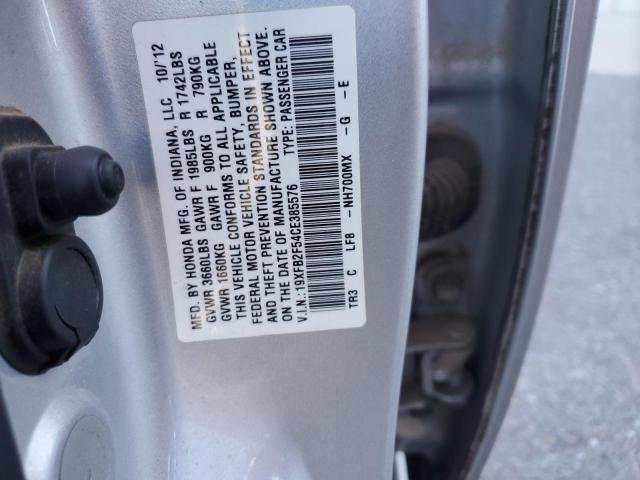 MFD. BY HONDA MFG. OF INDIANA, LLC 10/'12
GVWR 3660LBS GAWR F 1985LBS R 1742LBS
GVWR 1660KG GAWR F 900KG R 790KG
THIS VEHICLE CONFORMS TO ALL APPLICABLE
FEDERAL MOTOR VEHICLE SAFETY, BUMPER,
AND THEFT PREVENTION STANDARDS IN EFFECT
ON THE DATE OF MANUFACTURE SHOWN ABOVE.
V.I.N.:19XFB2F54CE385576 TYPE: PASSENGER CAR
TR3 C LF8 -NH700MX -G -E